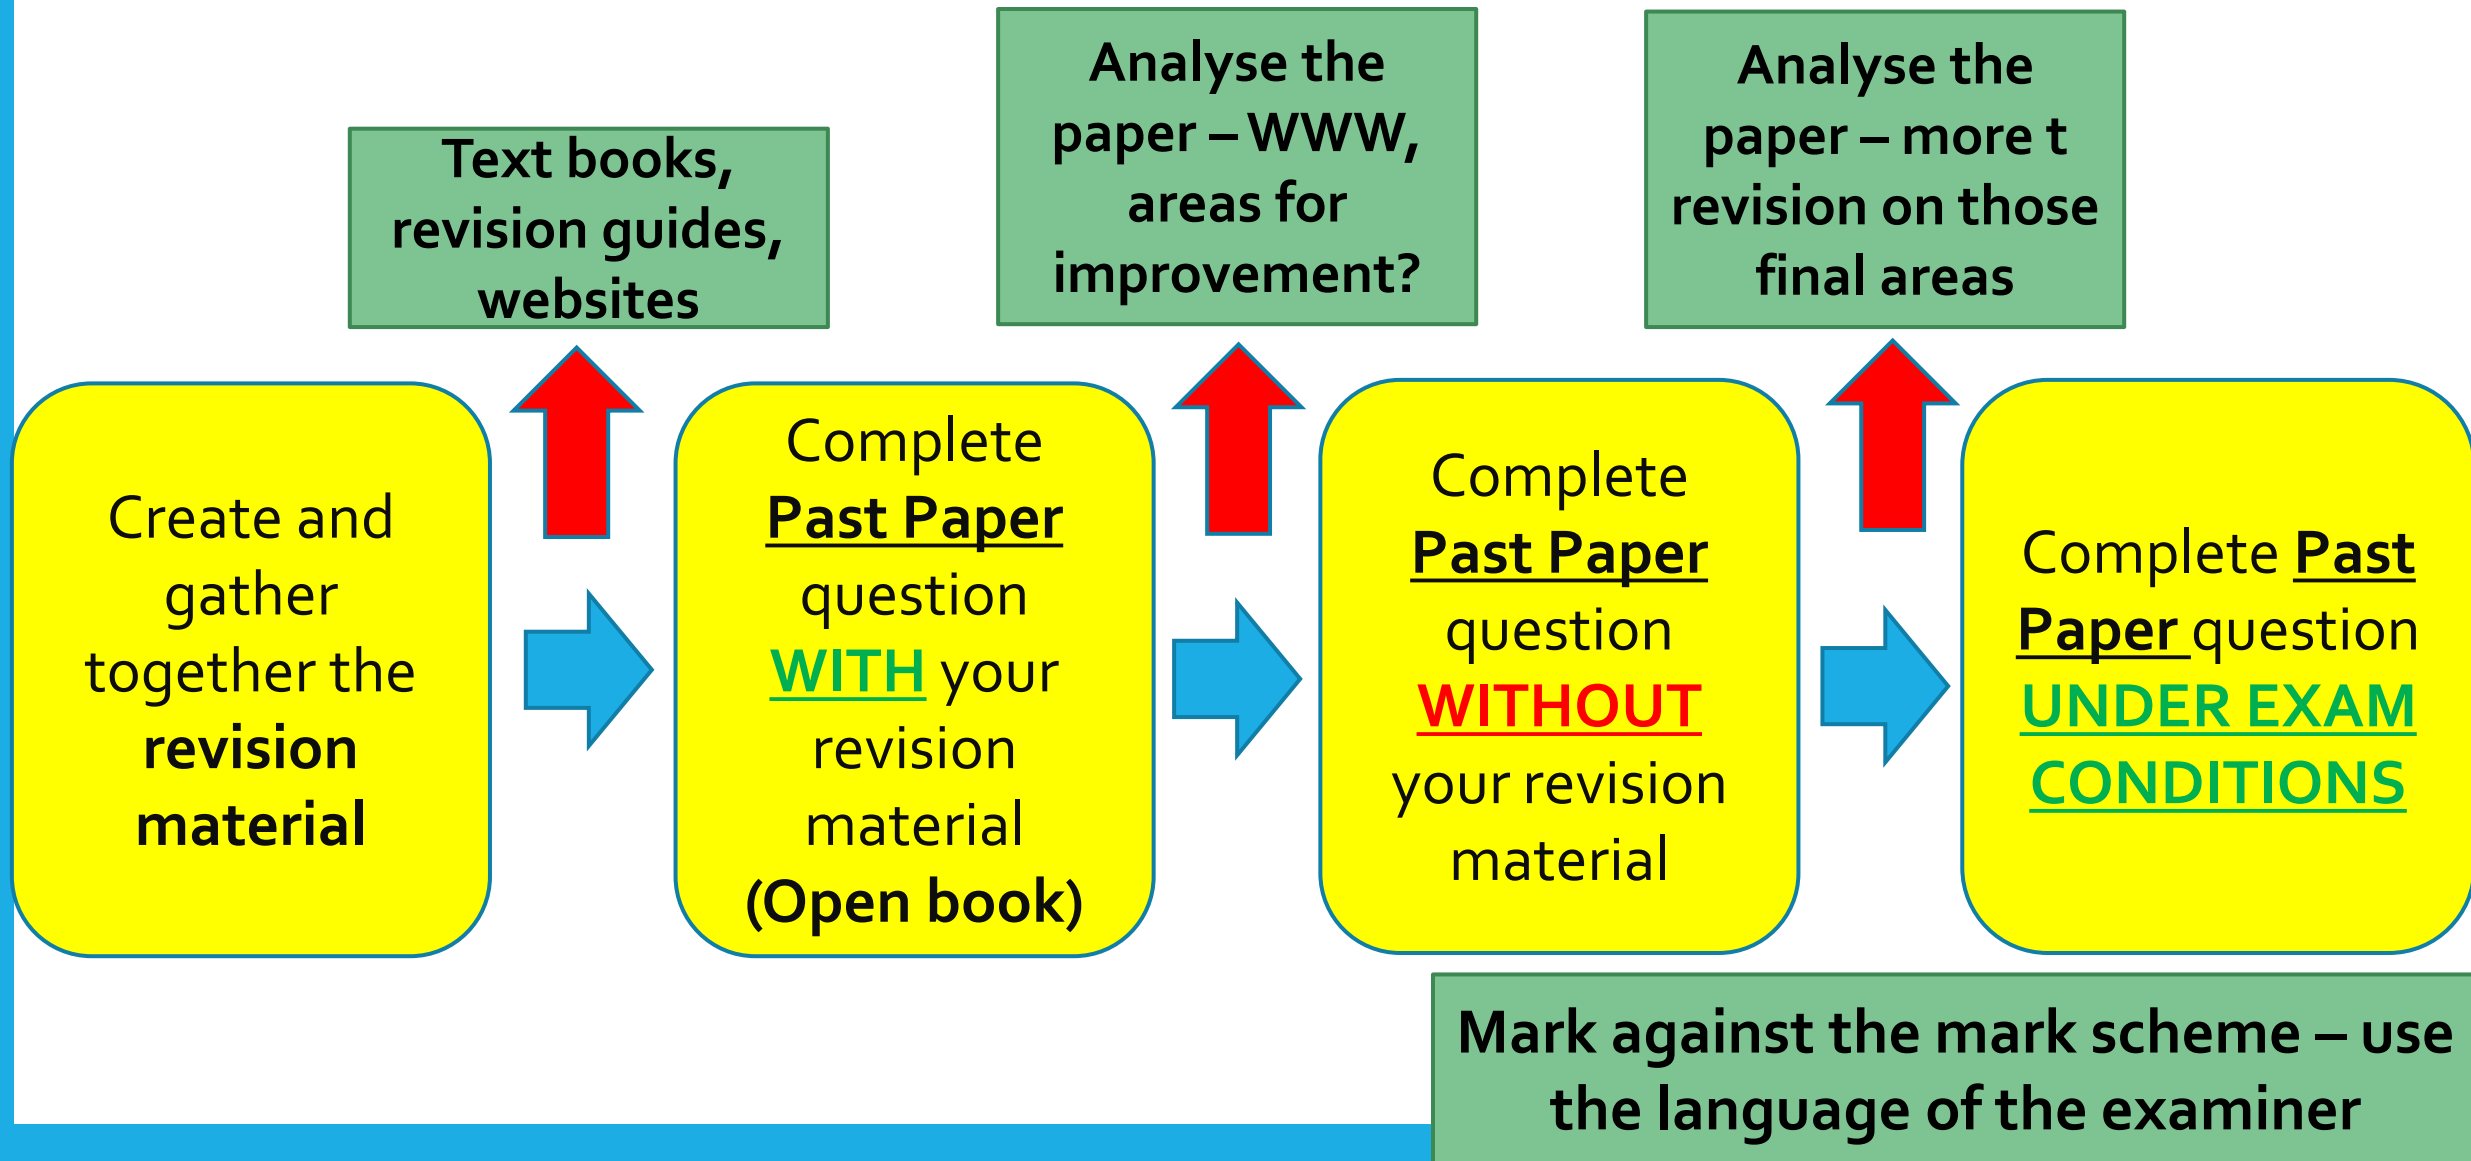 Text books,
revision guides,
websites
Analyse the
paper – WWW,
areas for
improvement?
Analyse the
paper – more t
revision on those
final areas
Create and
gather
together the
revision
material
Complete
Past Paper
question
WITH your
revision
material
(Open book)
Complete
Past Paper
question
WITHOUT
your revision
material
Complete Past
Paper question
UNDER EXAM
CONDITIONS
Mark against the mark scheme – use
the language of the examiner